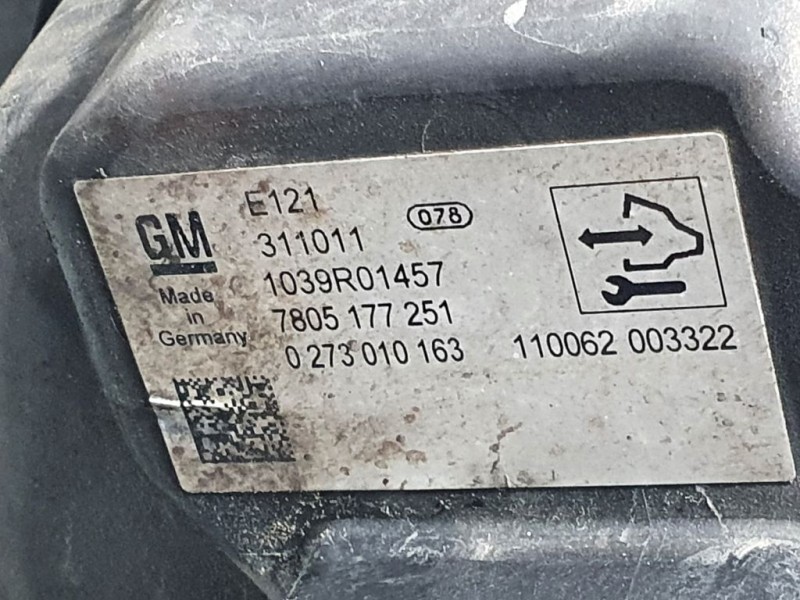 E121
078
GM
311011
1039R01457
Made
in
Germany
7805 177 251
0 273 010 163
110062 003322